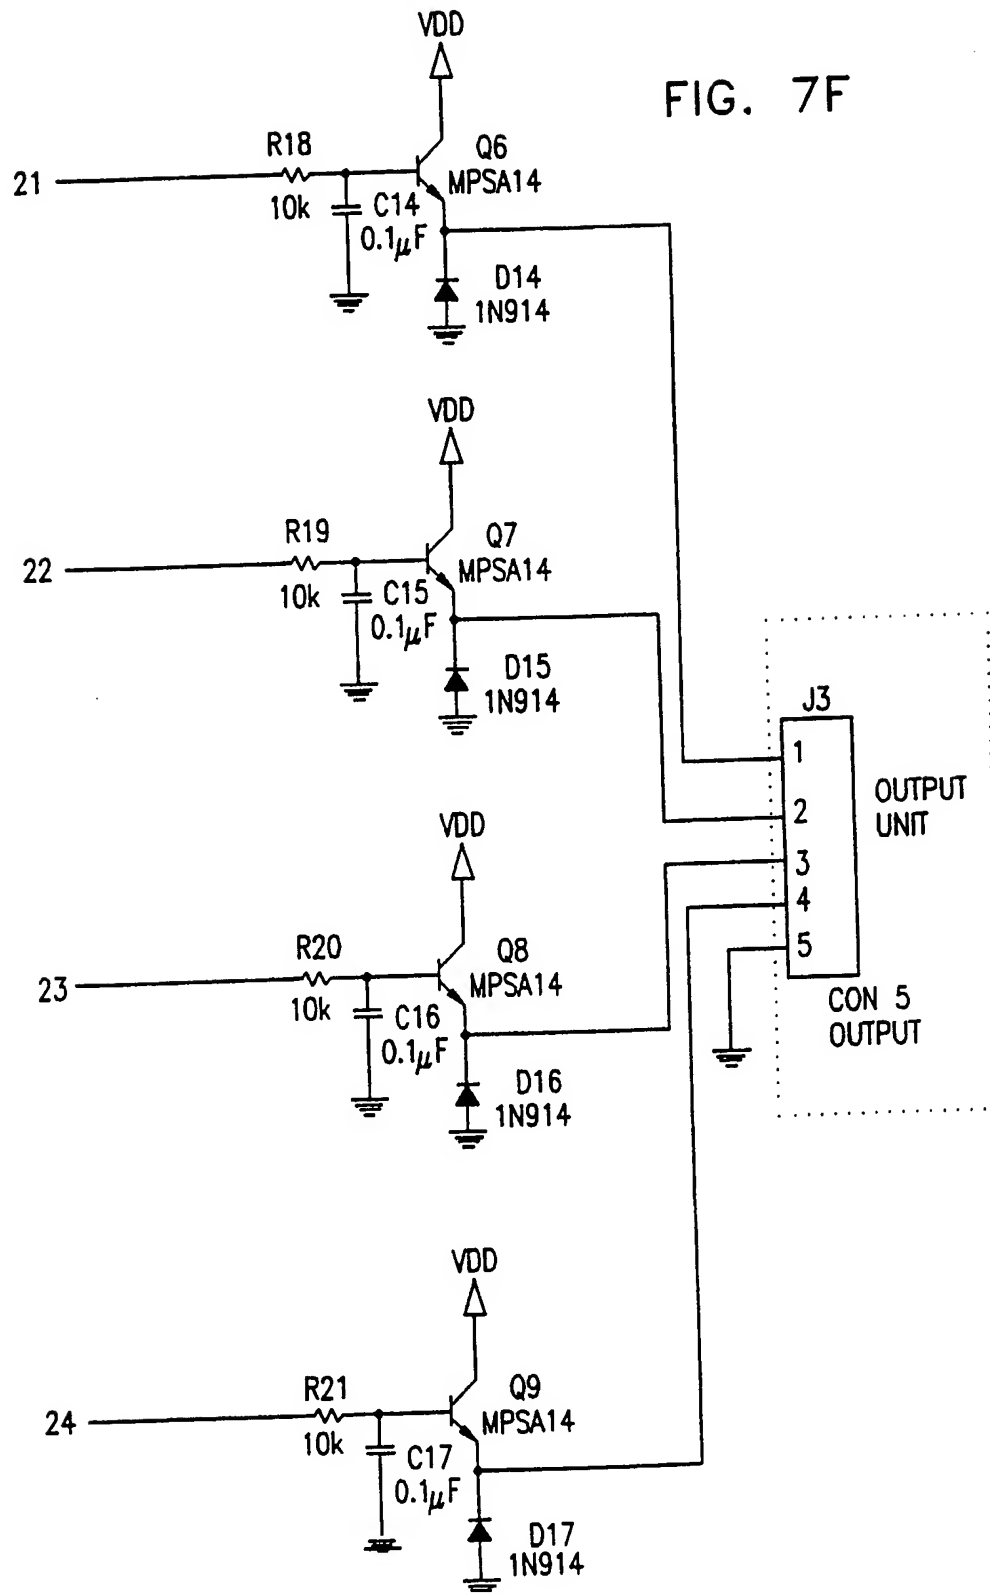 FIG. 7F
VDD
R18
Q6
21
MPSA14
10k
C14
0.1μF
D14
1N914
VDD
R19
Q7
22
MPSA14
10k
C15
0.1μF
D15
1N914
J3
1
OUTPUT
2
UNIT
3
4
5
CON 5
OUTPUT
VDD
R20
Q8
23
MPSA14
10k
C16
0.1μF
D16
1N914
VDD
R21
Q9
24
MPSA14
10k
C17
0.1μF
D17
1N914